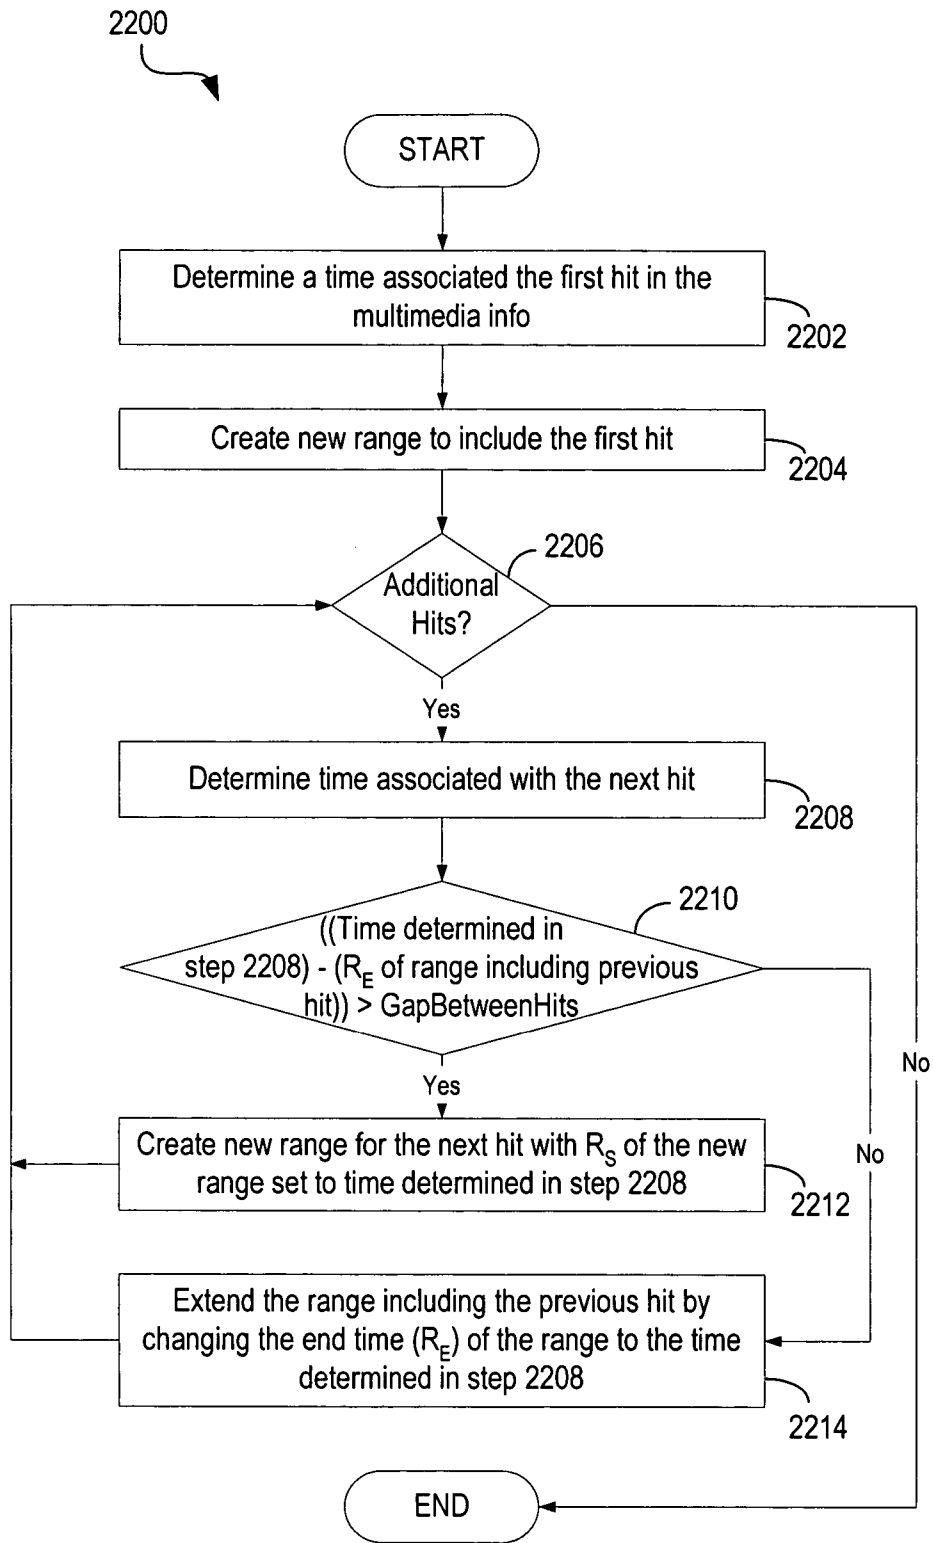 2200
START
Determine a time associated the first hit in the
multimedia info
2202
Create new range to include the first hit
2204
2206
Additional
Hits?
Yes
Determine time associated with the next hit
2208
2210
((Time determined in
step 2208) - (R_E of range including previous
hit)) > GapBetweenHits
No
Yes
Create new range for the next hit with R_S of the new
range set to time determined in step 2208
No
2212
Extend the range including the previous hit by
changing the end time (R_E) of the range to the time
determined in step 2208
2214
END